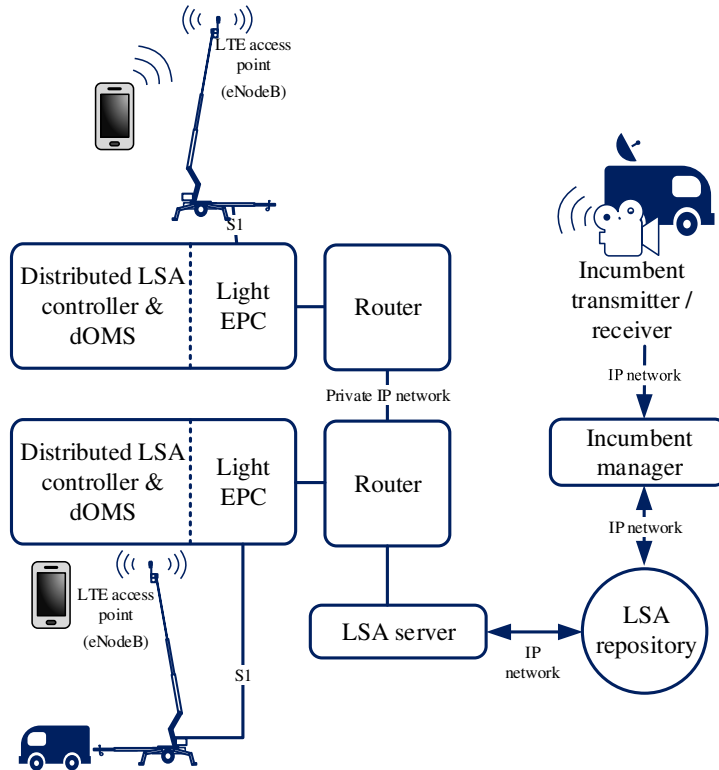 LTE access
point
(eNodeB)
S1
Distributed LSA
controller &
dOMS
Light
EPC
Router
Incumbent
transmitter /
receiver
IP network
Private IP network
Distributed LSA
controller &
dOMS
Light
EPC
Router
Incumbent
manager
IP network
LTE access
point
(eNodeB)
S1
LSA server
IP
network
LSA
repository